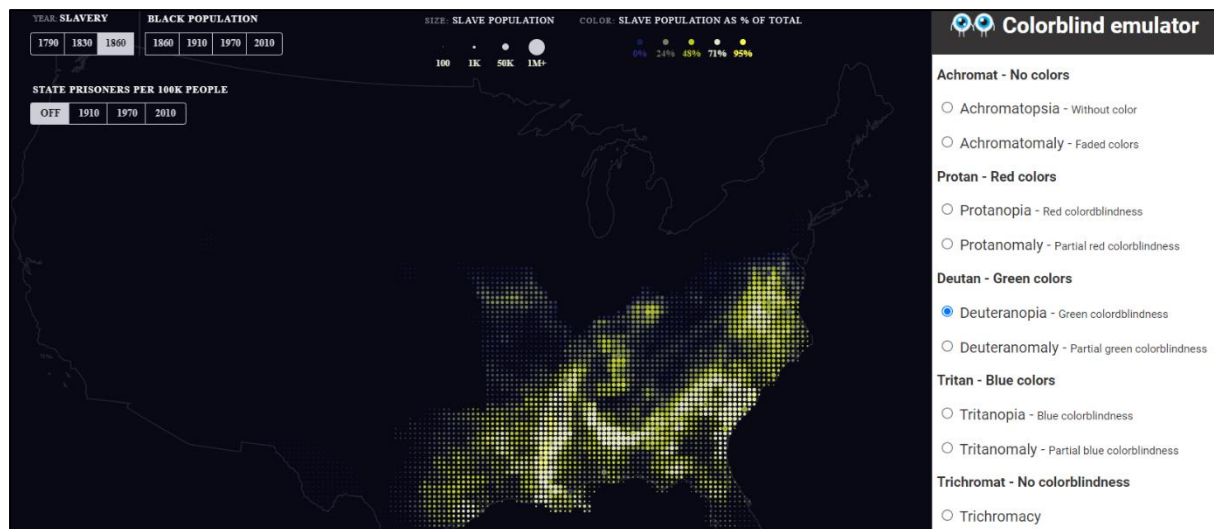 YEAR: SLAVERY
1790 1830 1860
BLACK POPULATION
1860 1910 1970 2010
STATE PRISONERS PER 100K PEOPLE
OFF 1910 1970 2010
SIZE: SLAVE POPULATION
100 1K 50K 1M+
COLOR: SLAVE POPULATION AS % OF TOTAL
0% 24% 48% 71% 95%
Colorblind emulator
Achromat - No colors
Achromatopsia - Without color
Achromatomaly - Faded colors
Protan - Red colors
Protanopia - Red colordblindness
Protanomaly - Partial red colorblindness
Deutan - Green colors
Deuteranopia - Green colordblindness
Deuteranomaly - Partial green colorblindness
Tritan - Blue colors
Tritanopia - Blue colorblindness
Tritanomaly - Partial blue colorblindness
Trichromat - No colorblindness
Trichromacy